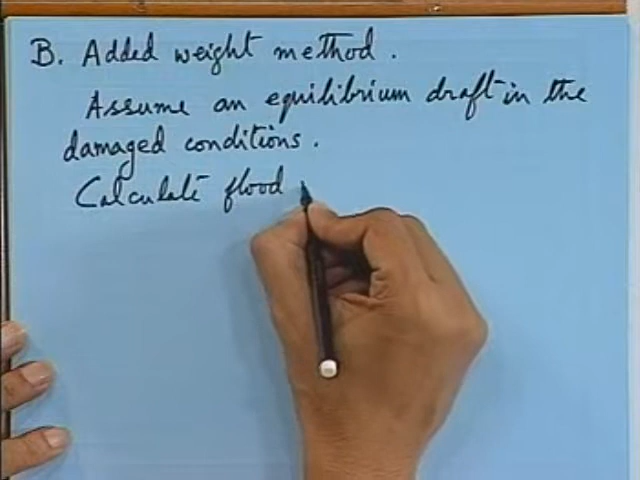 B. Added weight method.
Assume an equilibrium draft in the
damaged conditions.
Calculate flood